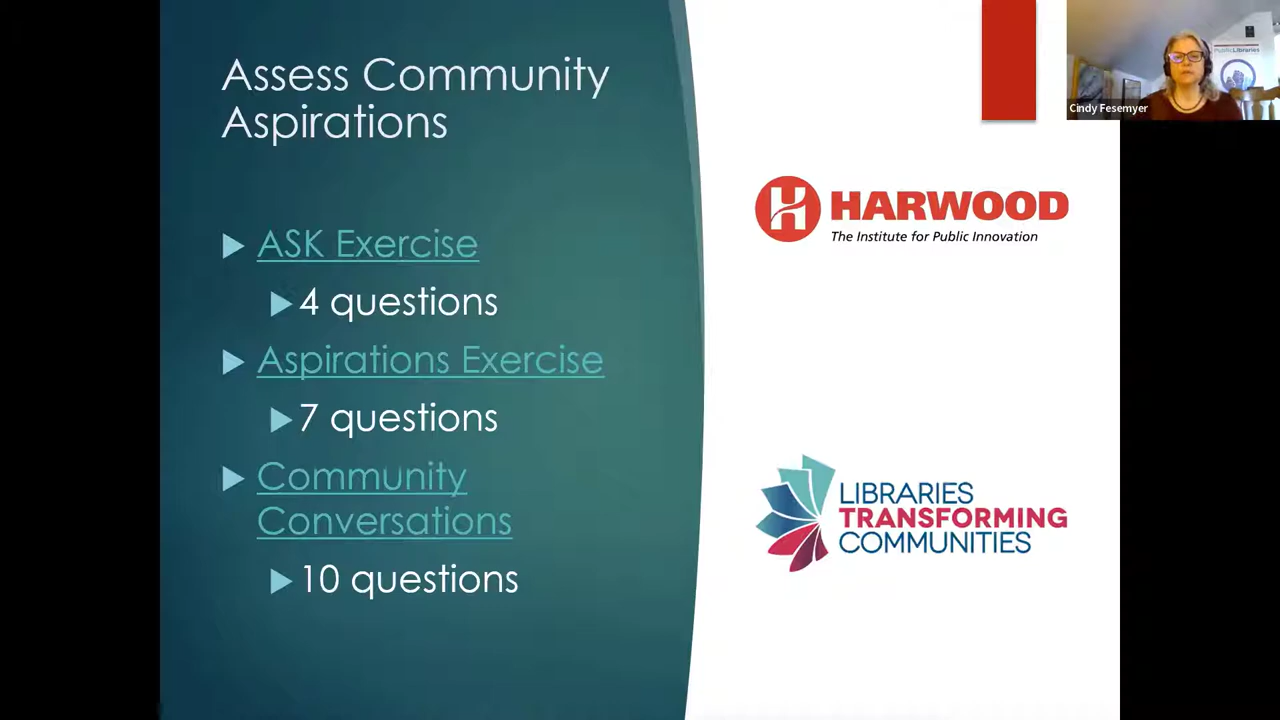 Assess Community
Aspirations
ASK Exercise
4 questions
Aspirations Exercise
7 questions
Community
Conversations
10 questions
HARWOOD
The Institute for Public Innovation
LIBRARIES
TRANSFORMING
COMMUNITIES
PublicLibraries
Cindy Fesemyer